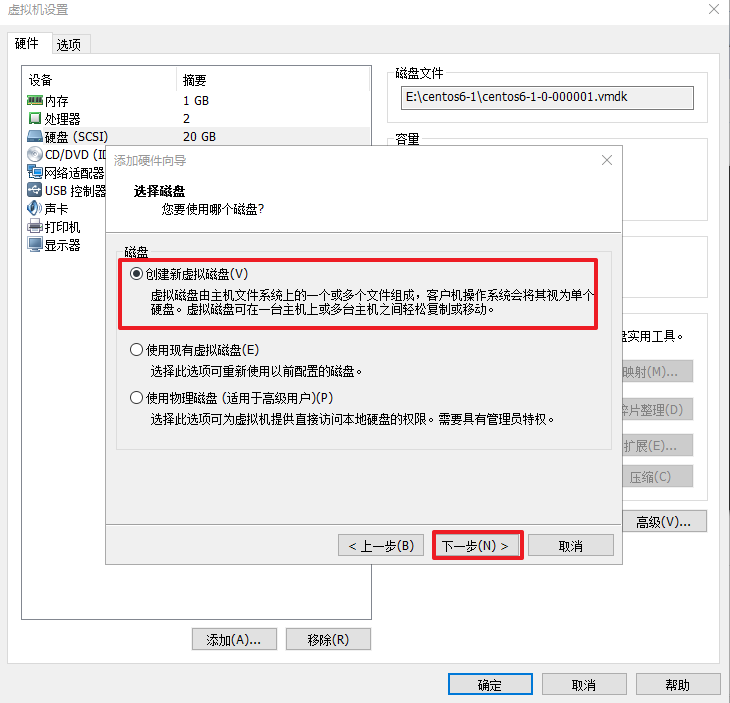 虚拟机设置
硬件 选项
设备 摘要
内存 1 GB
处理器 2
硬盘 (SCSI) 20 GB
CD/DVD (ID
网络适配器
USB 控制器
声卡
打印机
显示器
磁盘文件
E:\centos6-1\centos6-1-0-000001.vmdk
容量
添加硬件向导
选择磁盘
您要使用哪个磁盘?
磁盘
创建新虚拟磁盘(V)
虚拟磁盘由主机文件系统上的一个或多个文件组成，客户机操作系统会将其视为单个
硬盘。虚拟磁盘可在一台主机上或多台主机之间轻松复制或移动。
使用现有虚拟磁盘(E)
选择此选项可重新使用以前配置的磁盘。
使用物理磁盘 (适用于高级用户)(P)
选择此选项可为虚拟机提供直接访问本地硬盘的权限。需要具有管理员特权。
< 上一步(B) 下一步(N) > 取消
盘实用工具。
映射(M)...
碎片整理(D)
扩展(E)...
压缩(C)
高级(V)...
添加(A)... 移除(R)
确定 取消 帮助